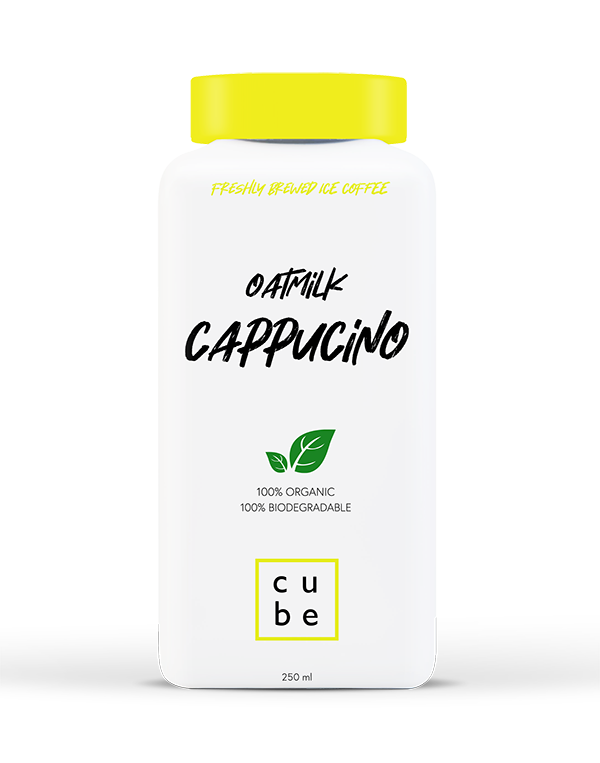 FRESHLY BREWED ICE COFFEE
OATMILK
CAPPUCINO
100% ORGANIC
100% BIODEGRADABLE
cu
be
250 ml